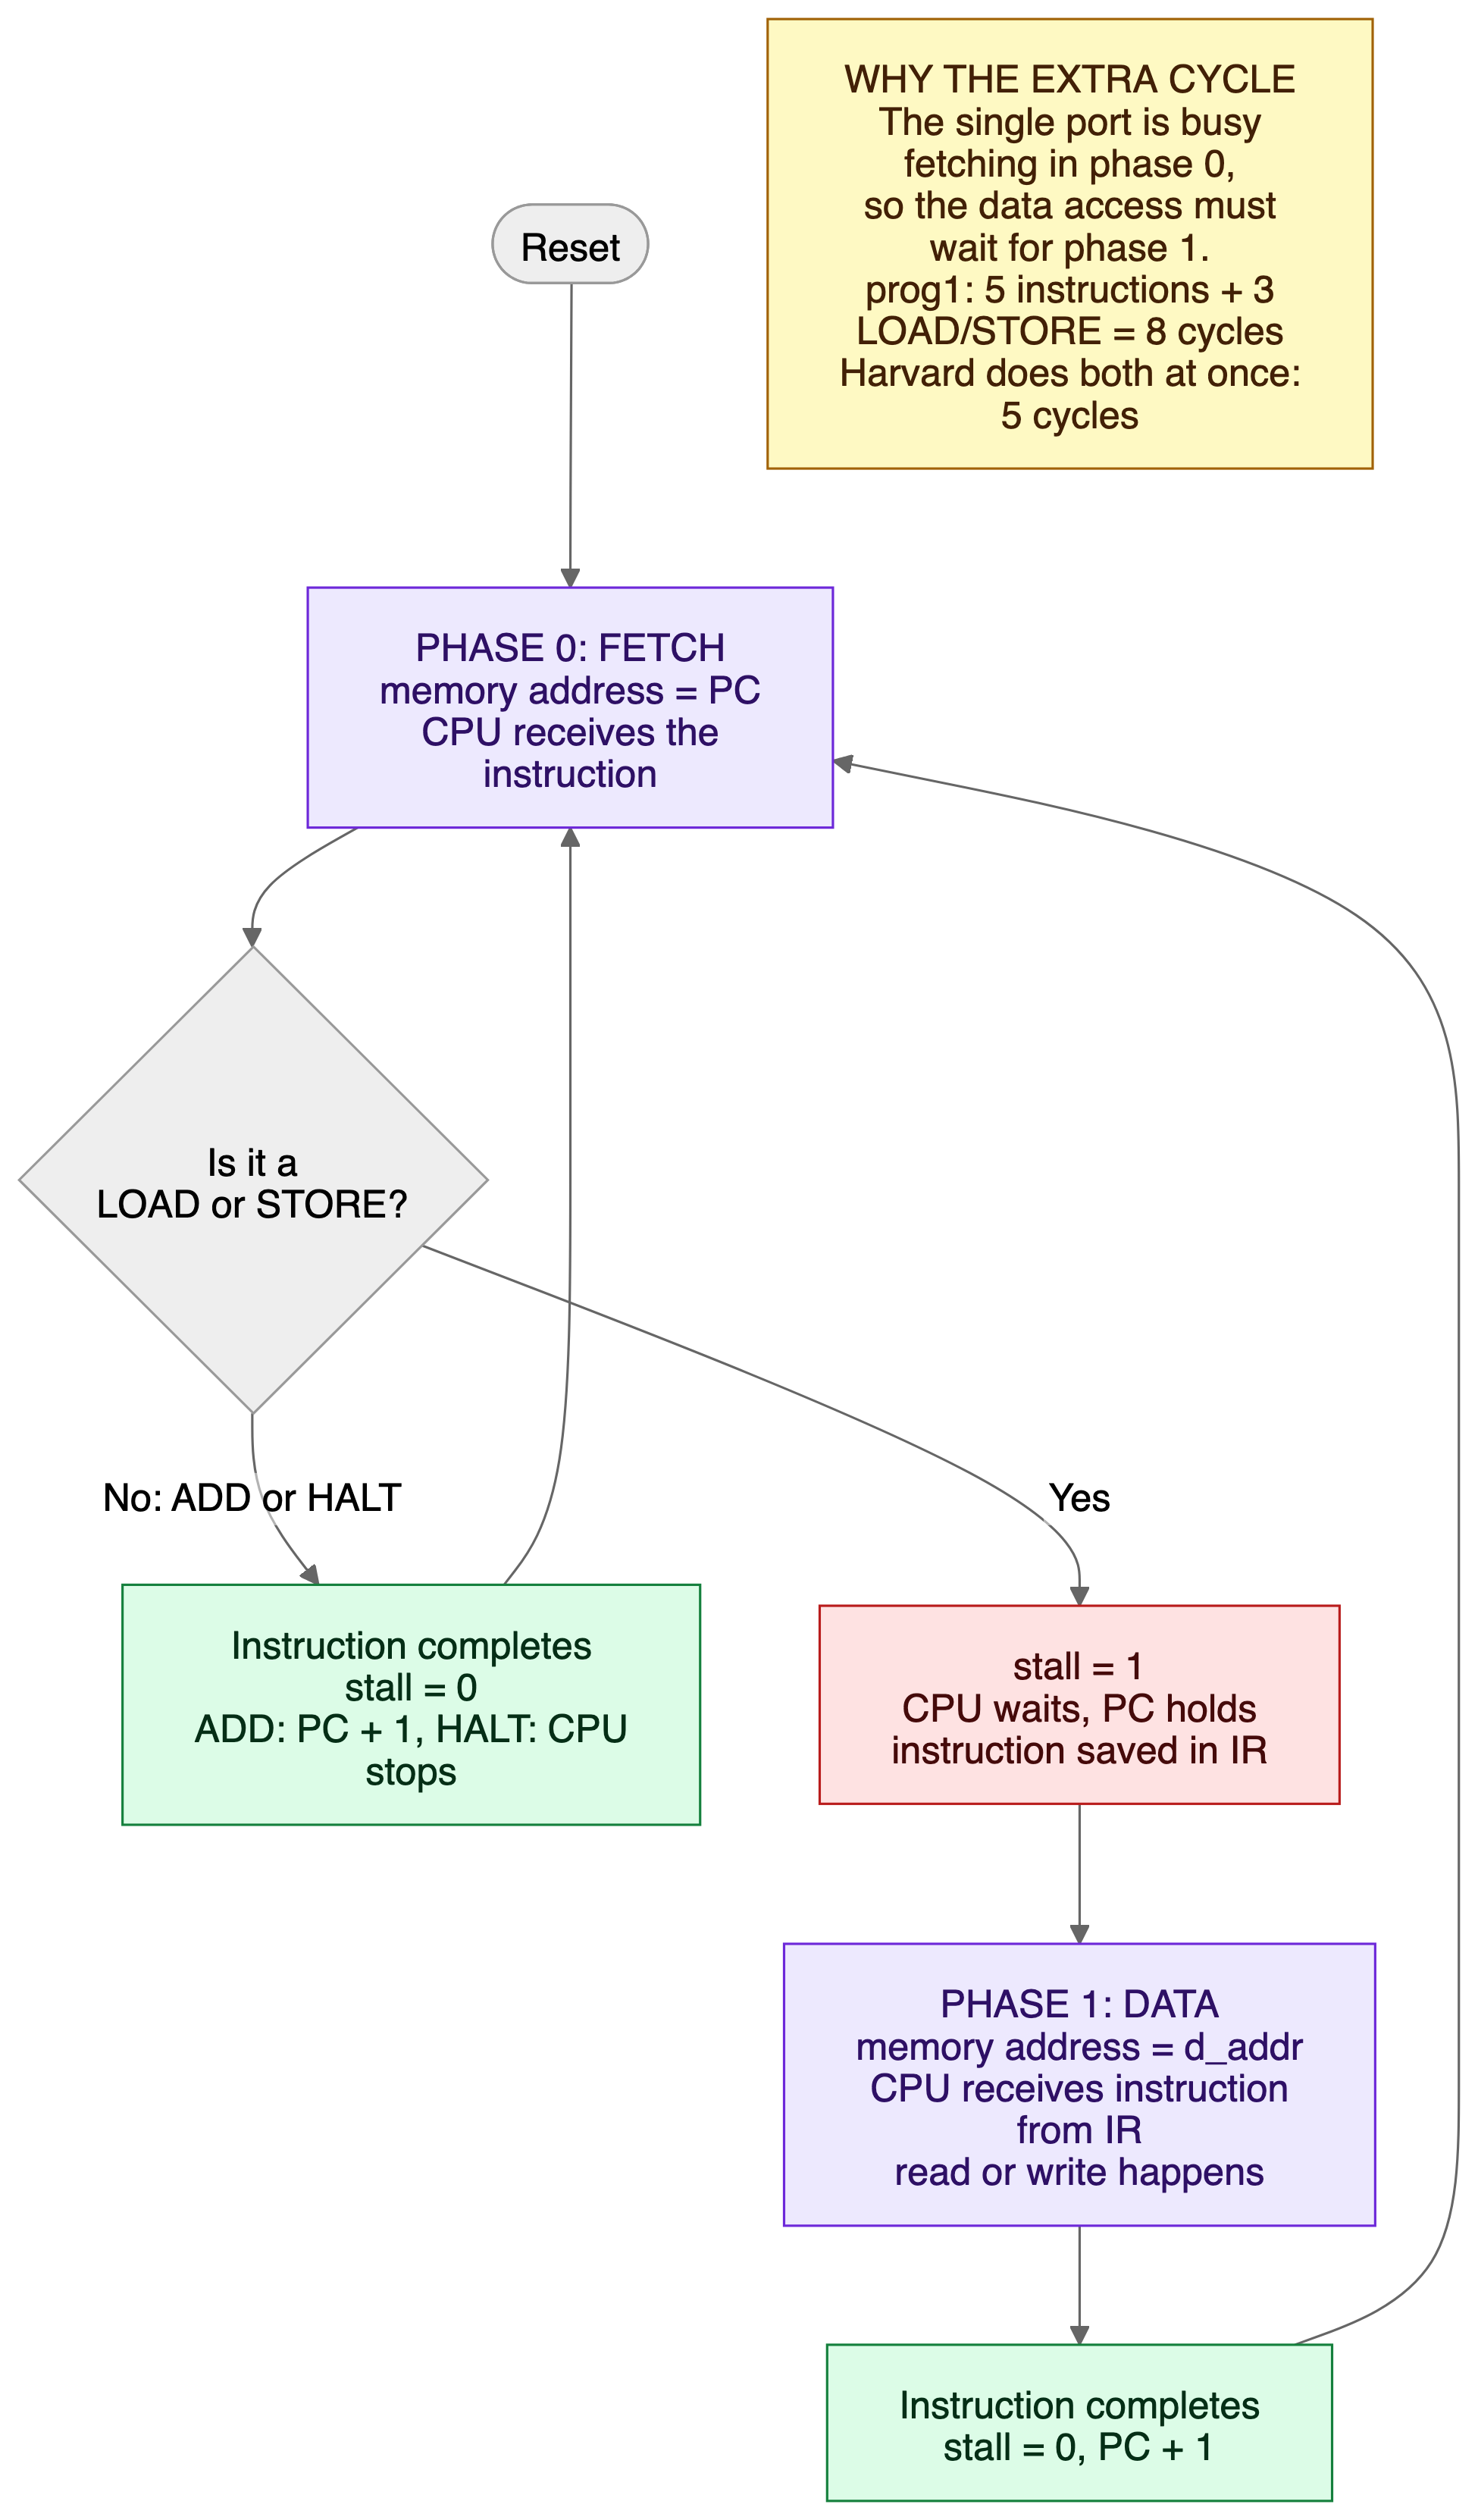 WHY THE EXTRA CYCLE
The single port is busy
fetching in phase 0,
so the data access must
wait for phase 1.
prog1: 5 instructions + 3
LOAD/STORE = 8 cycles
Harvard does both at once:
5 cycles
Reset
PHASE 0: FETCH
memory address = PC
CPU receives the
instruction
Is it a
LOAD or STORE?
No: ADD or HALT
Yes
Instruction completes
stall = 0
ADD: PC + 1, HALT: CPU
stops
stall = 1
CPU waits, PC holds
instruction saved in IR
PHASE 1: DATA
memory address = d_addr
CPU receives instruction
from IR
read or write happens
Instruction completes
stall = 0, PC + 1